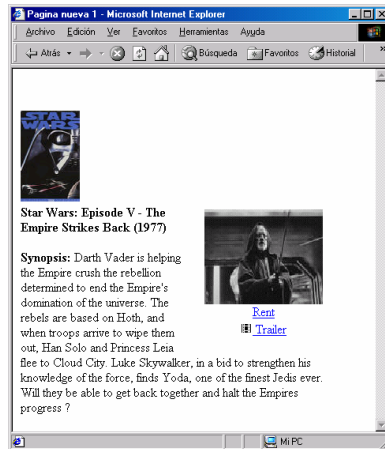 Pagina nueva 1 - Microsoft Internet Explorer
Archivo Edición Ver Favoritos Herramientas Ayuda
Atrás Búsqueda Favoritos Historial »
STAR
WARS
Star Wars: Episode V - The
Empire Strikes Back (1977)
Synopsis: Darth Vader is helping
the Empire crush the rebellion
determined to end the Empire's
domination of the universe. The
rebels are based on Hoth, and
when troops arrive to wipe them
out, Han Solo and Princess Leia
flee to Cloud City. Luke Skywalker, in a bid to strengthen his
knowledge of the force, finds Yoda, one of the finest Jedis ever.
Will they be able to get back together and halt the Empires
progress ?
Rent
Trailer
Mi PC